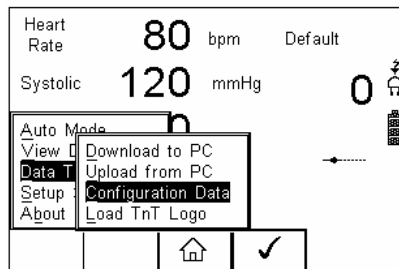 Heart Rate 80 bpm Default
Systolic 120 mmHg 0
Auto Mode
View D
Data T
Setup
About
Download to PC
Upload from PC
Configuration Data
Load TnT Logo